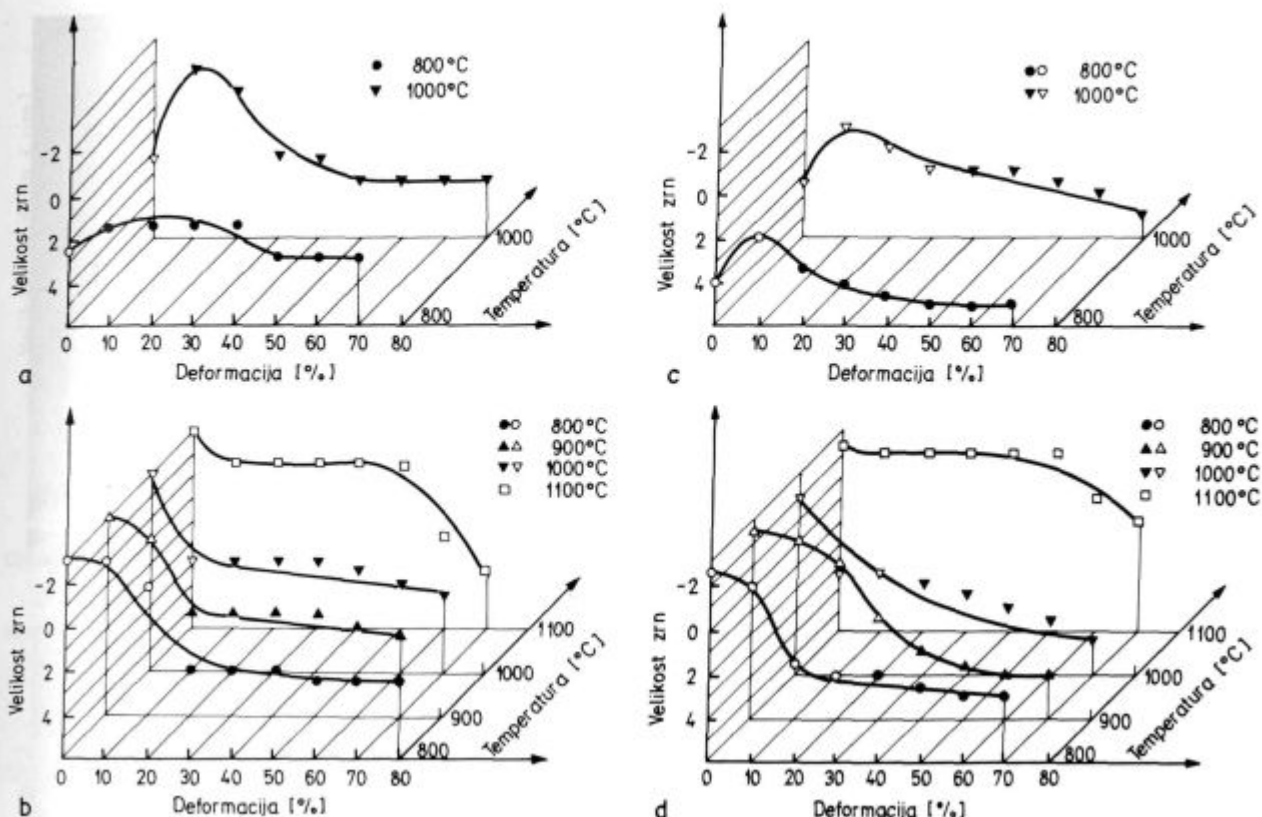 800°C
1000°C
-2
0
2
4
Velikost zrn
0 10 20 30 40 50 60 70 80
Deformacija [%]
800
1000
Temperatura [°C]
a
800°C
1000°C
-2
0
2
4
Velikost zrn
0 10 20 30 40 50 60 70 80
Deformacija [%]
800
1000
Temperatura [°C]
c
800°C
900°C
1000°C
1100°C
-2
0
2
4
Velikost zrn
0 10 20 30 40 50 60 70 80
Deformacija [%]
800
900
1000
1100
Temperatura [°C]
b
800°C
900°C
1000°C
1100°C
-2
0
2
4
Velikost zrn
0 10 20 30 40 50 60 70 80
Deformacija [%]
800
900
1000
1100
Temperatura [°C]
d